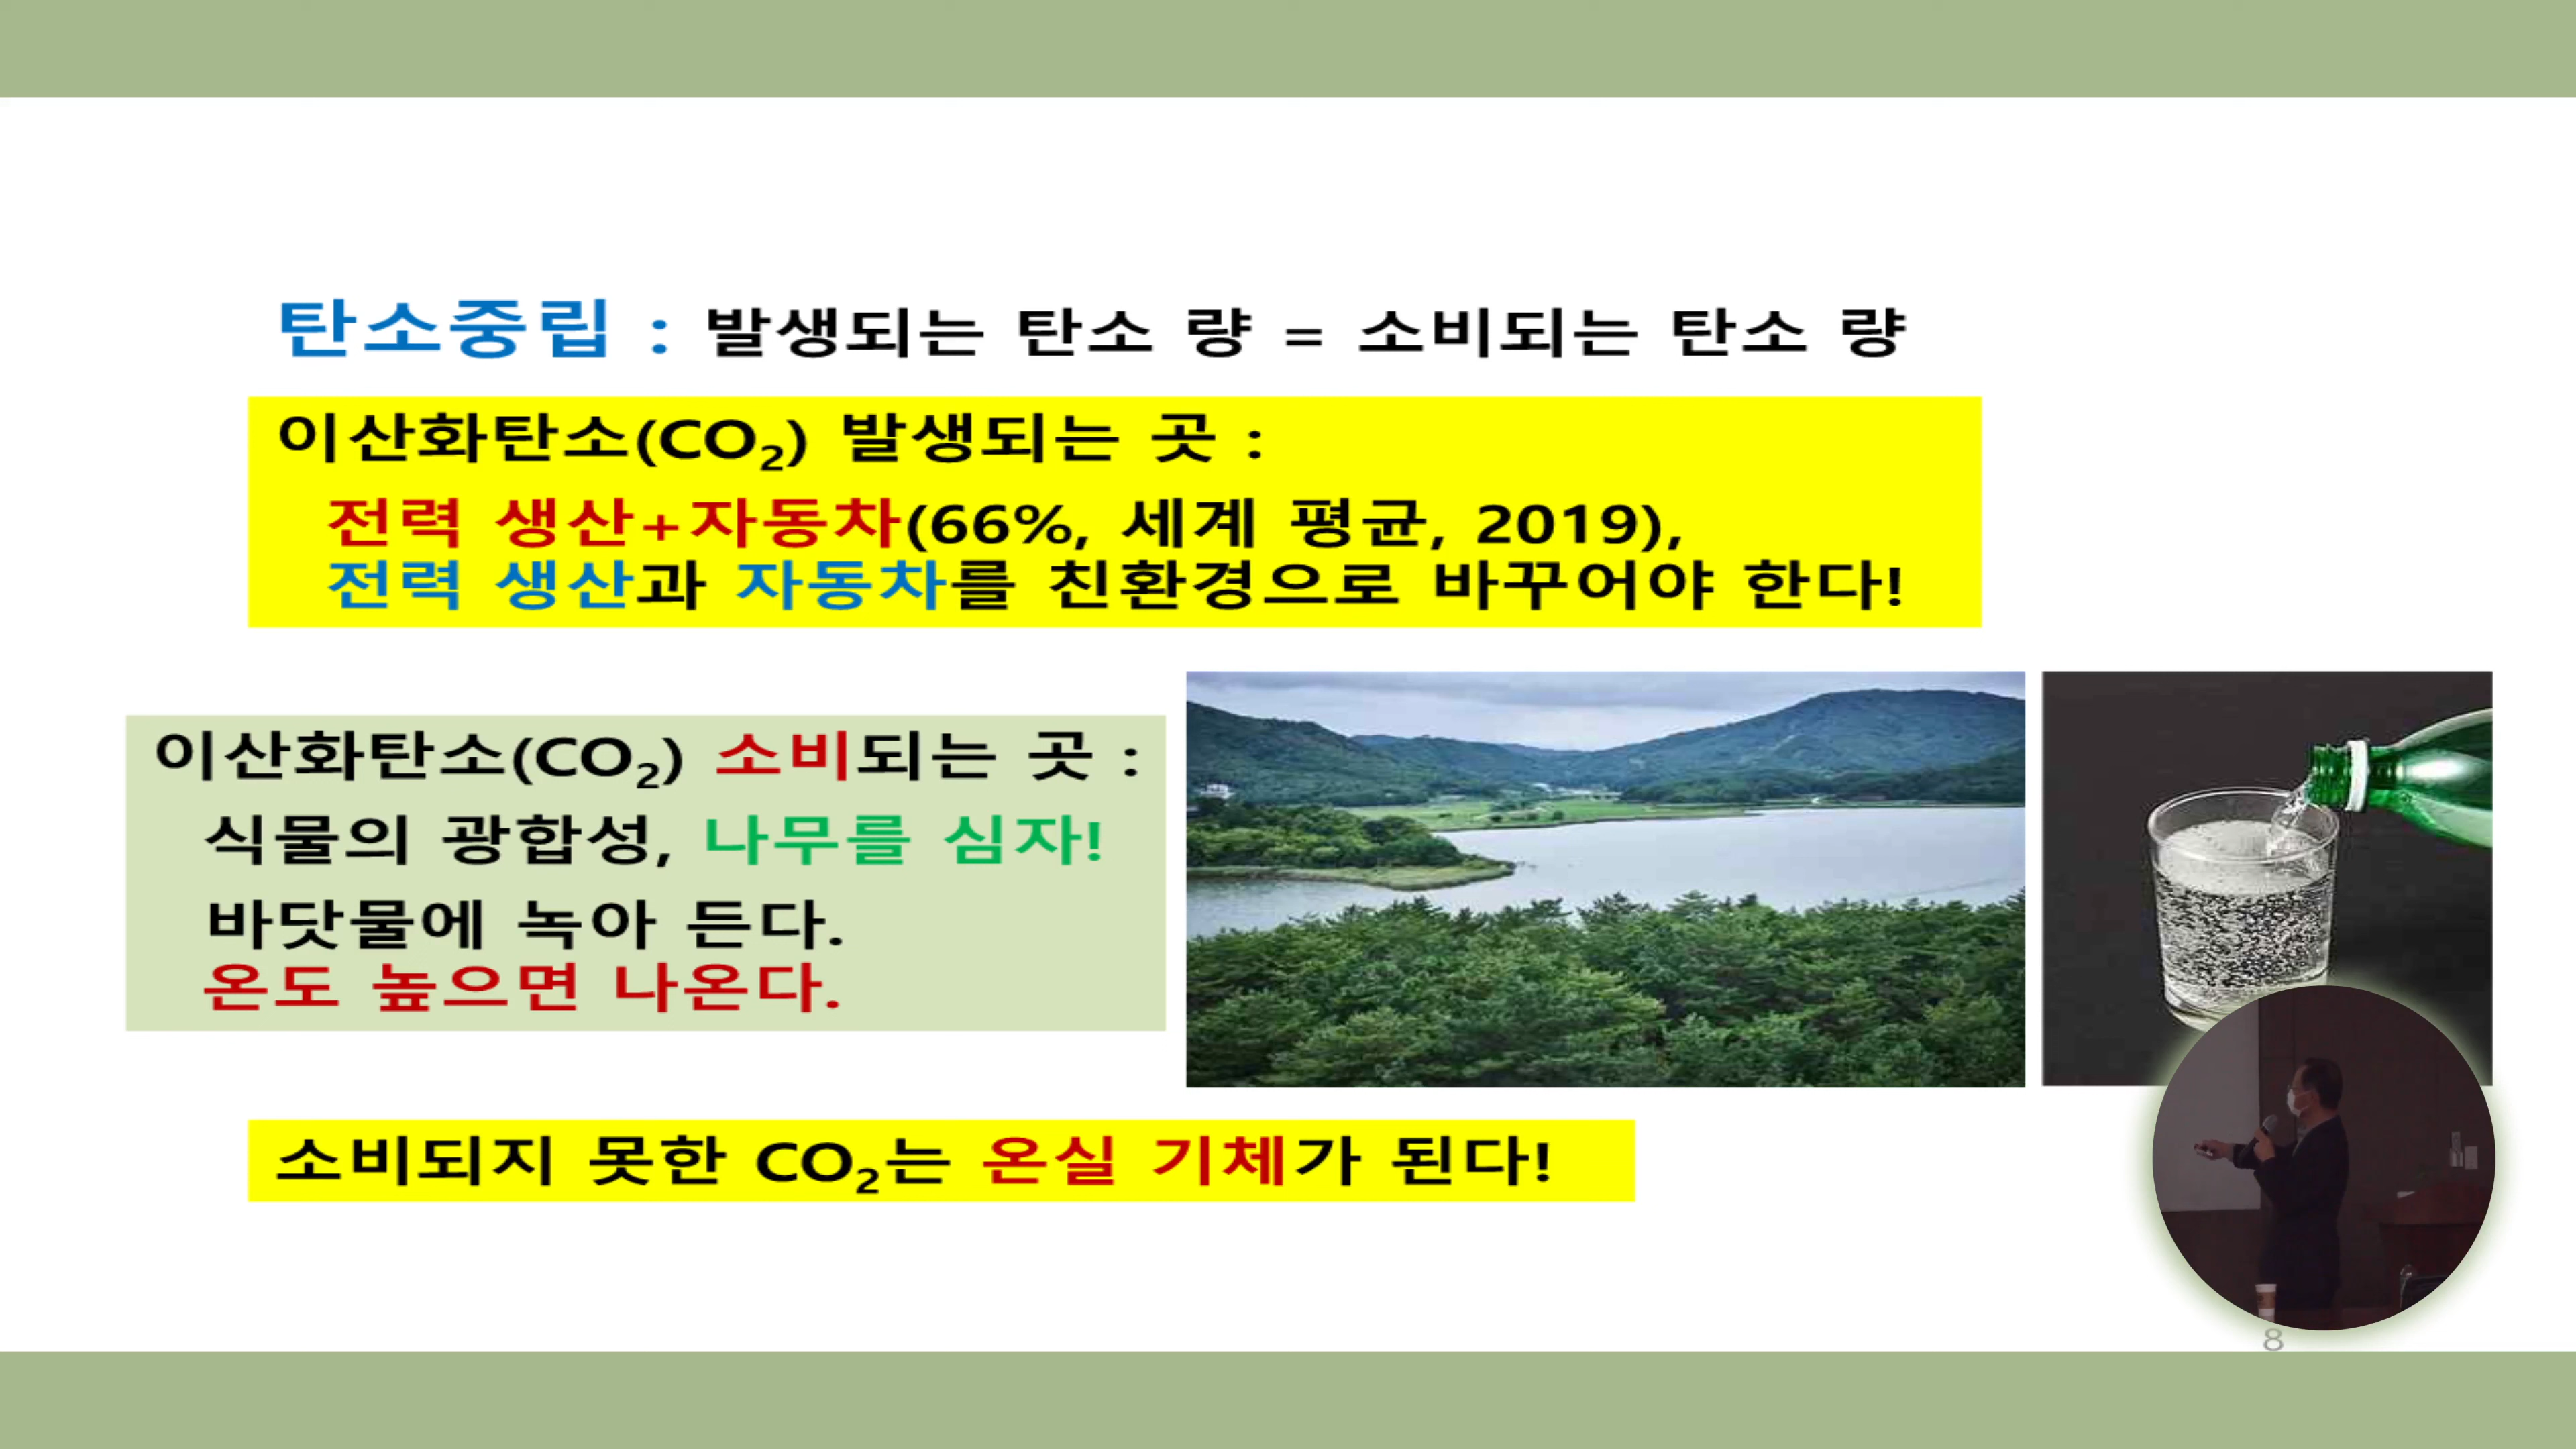 탄소중립 : 발생되는 탄소 량 = 소비되는 탄소 량
이산화탄소(CO₂) 발생되는 곳 :
전력 생산+자동차(66%, 세계 평균, 2019),
전력 생산과 자동차를 친환경으로 바꾸어야 한다!
이산화탄소(CO₂) 소비되는 곳 :
식물의 광합성, 나무를 심자!
바닷물에 녹아 든다.
온도 높으면 나온다.
소비되지 못한 CO₂는 온실 기체가 된다!
8